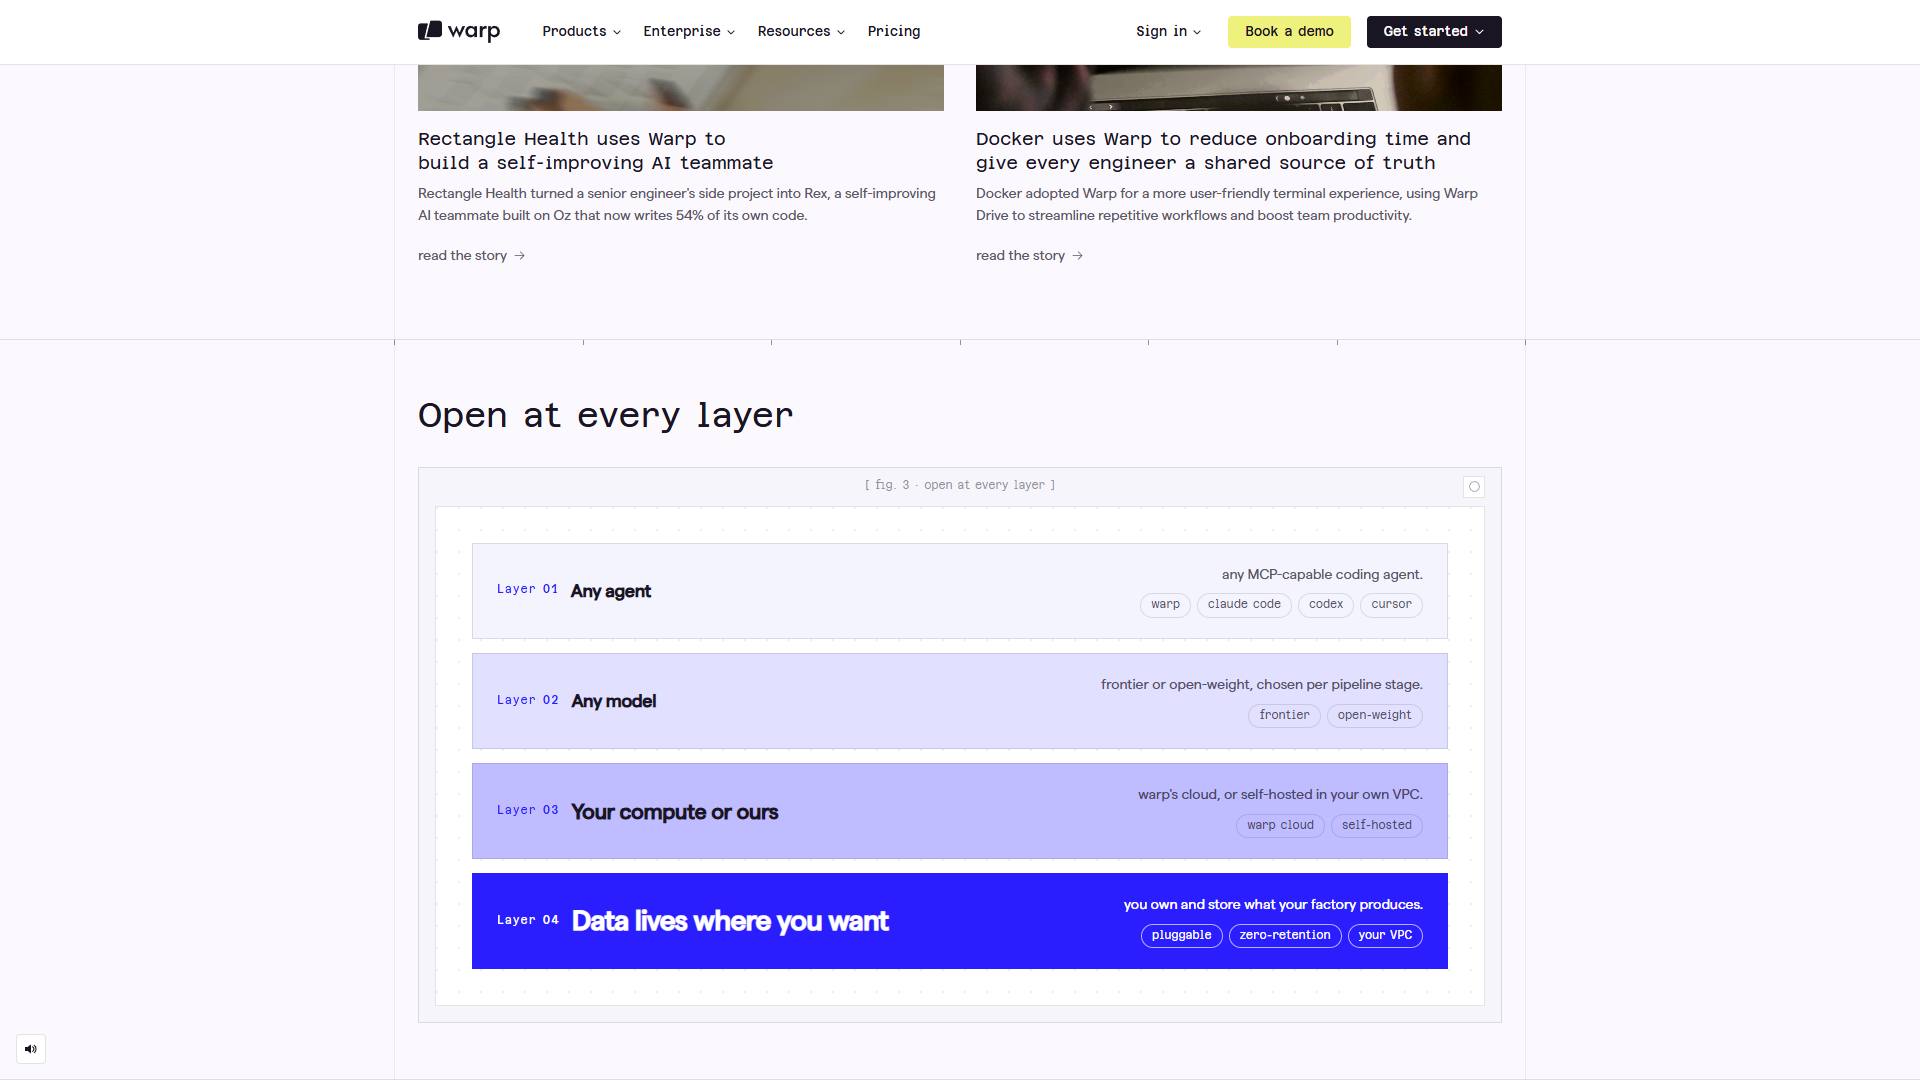 warp
Products
Enterprise
Resources
Pricing
Sign in
Book a demo
Get started
Rectangle Health uses Warp to
build a self-improving AI teammate
Rectangle Health turned a senior engineer's side project into Rex, a self-improving
AI teammate built on Oz that now writes 54% of its own code.
read the story →
Docker uses Warp to reduce onboarding time and
give every engineer a shared source of truth
Docker adopted Warp for a more user-friendly terminal experience, using Warp
Drive to streamline repetitive workflows and boost team productivity.
read the story →
Open at every layer
[ fig. 3 · open at every layer ]
Layer 01 Any agent
any MCP-capable coding agent.
warp claude code codex cursor
Layer 02 Any model
frontier or open-weight, chosen per pipeline stage.
frontier open-weight
Layer 03 Your compute or ours
warp's cloud, or self-hosted in your own VPC.
warp cloud self-hosted
Layer 04 Data lives where you want
you own and store what your factory produces.
pluggable zero-retention your VPC